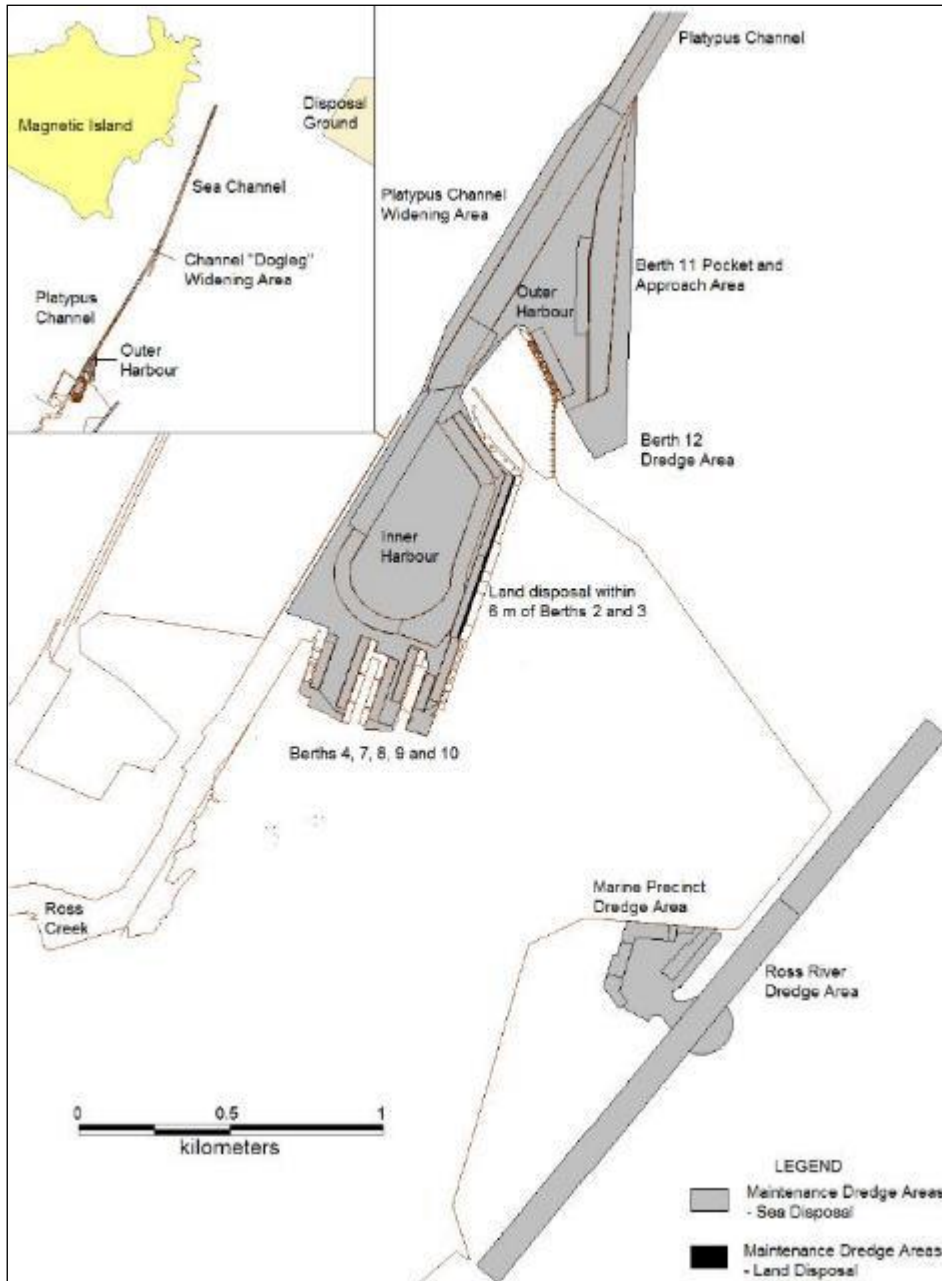 Magnetic Island
Disposal
Ground
Sea Channel
Channel "Dogleg"
Widening Area
Platypus
Channel
Outer
Harbour
Platypus Channel
Platypus Channel
Widening Area
Outer
Harbour
Berth 11 Pocket and
Approach Area
Berth 12
Dredge Area
Inner
Harbour
Land disposal within
6 m of Berths 2 and 3
Berths 4, 7, 8, 9 and 10
Ross
Creek
Marine Precinct
Dredge Area
Ross River
Dredge Area
0 0.5 1
kilometers
LEGEND
Maintenance Dredge Areas
- Sea Disposal
Maintenance Dredge Areas
- Land Disposal